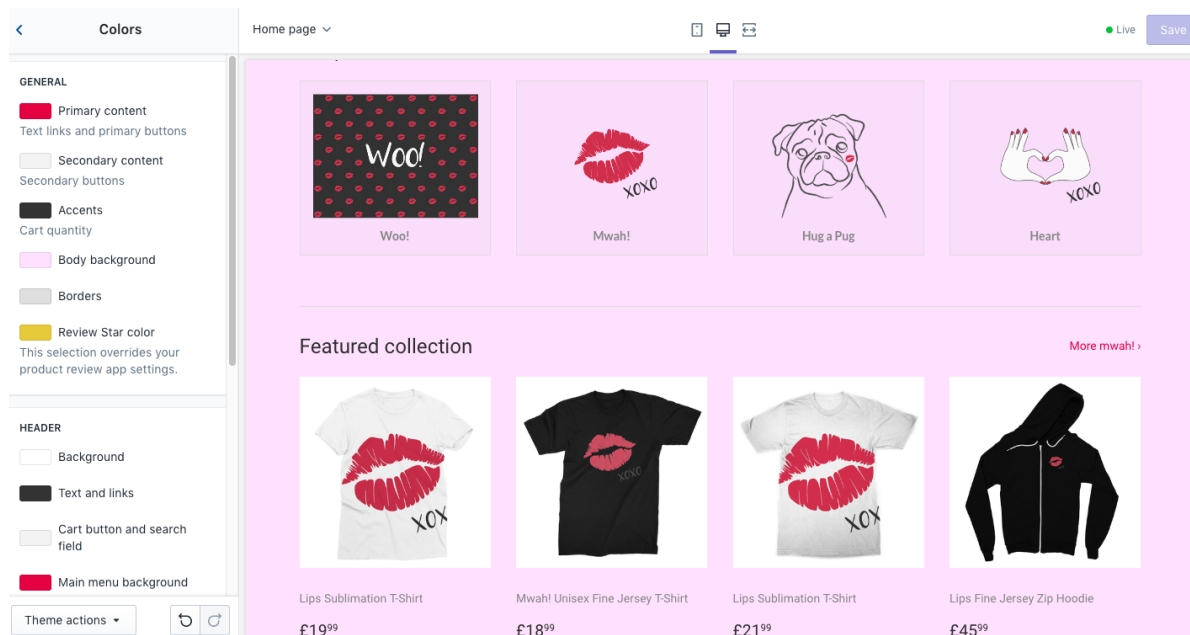 Colors
Home page
Live
Save
GENERAL
Primary content
Text links and primary buttons
Secondary content
Secondary buttons
Accents
Cart quantity
Body background
Borders
Review Star color
This selection overrides your
product review app settings.
HEADER
Background
Text and links
Cart button and search
field
Main menu background
Theme actions
Woo!
XOXO
XOXO
Woo!
Mwah!
Hug a Pug
Heart
Featured collection
More mwah! ›
XOX
XOXO
XOX
Lips Sublimation T-Shirt
Mwah! Unisex Fine Jersey T-Shirt
Lips Sublimation T-Shirt
Lips Fine Jersey Zip Hoodie
£1999
£1899
£2199
£4599